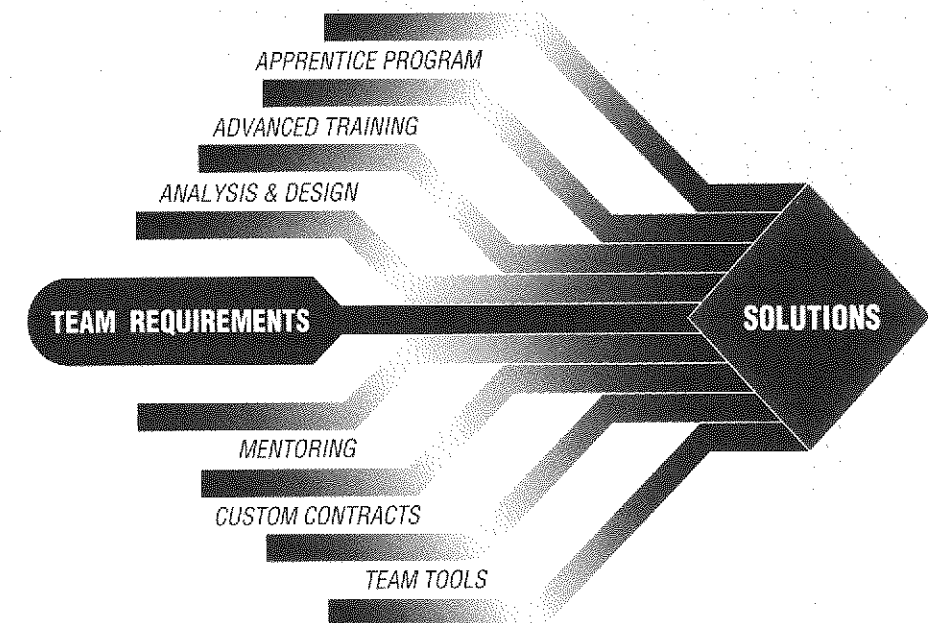 APPRENTICE PROGRAM
ADVANCED TRAINING
ANALYSIS & DESIGN
TEAM REQUIREMENTS
SOLUTIONS
MENTORING
CUSTOM CONTRACTS
TEAM TOOLS